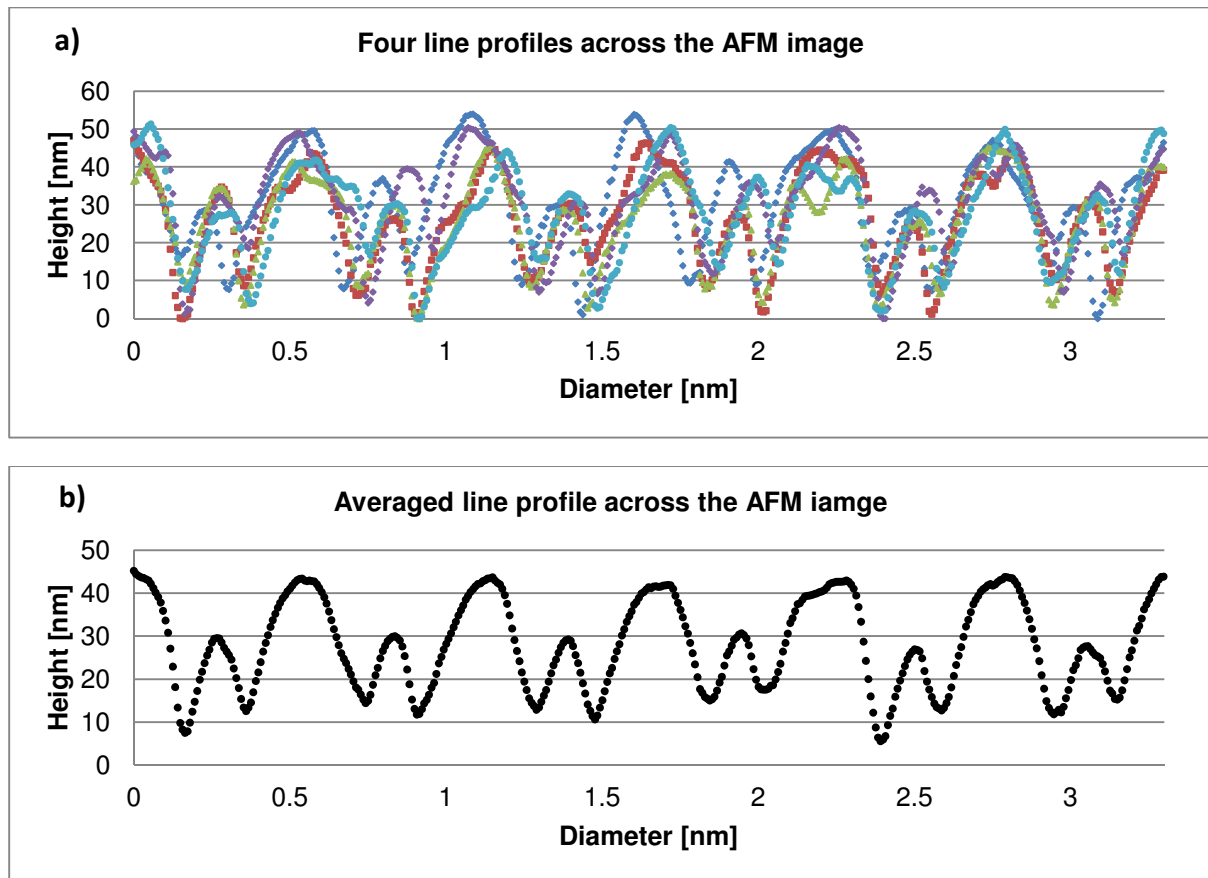 a)
Four line profiles across the AFM image
60
50
40
30
20
10
0
Height [nm]
0 0.5 1 1.5 2 2.5 3
Diameter [nm]
b)
Averaged line profile across the AFM iamge
50
40
30
20
10
0
Height [nm]
0 0.5 1 1.5 2 2.5 3
Diameter [nm]